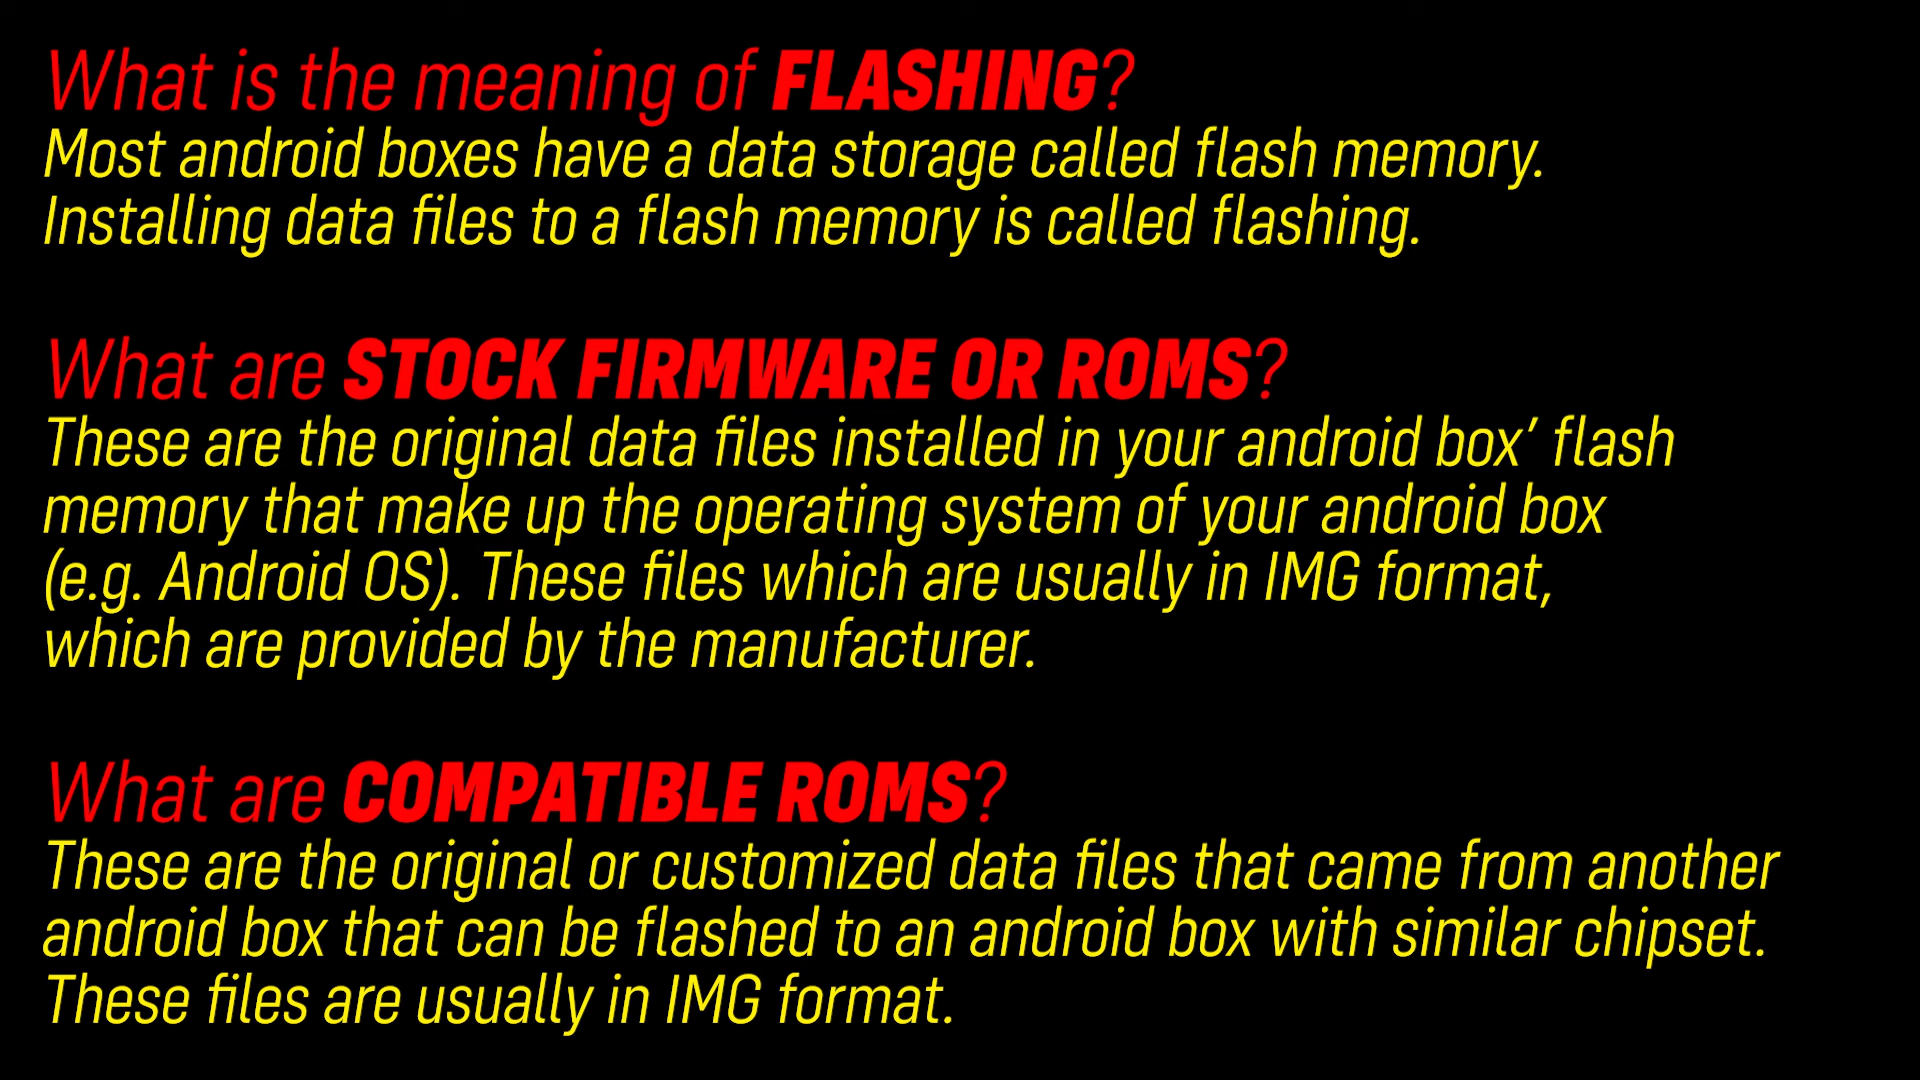 What is the meaning of FLASHING?
Most android boxes have a data storage called flash memory.
Installing data files to a flash memory is called flashing.
What are STOCK FIRMWARE OR ROMS?
These are the original data files installed in your android box’ flash
memory that make up the operating system of your android box
(e.g. Android OS). These files which are usually in IMG format,
which are provided by the manufacturer.
What are COMPATIBLE ROMS?
These are the original or customized data files that came from another
android box that can be flashed to an android box with similar chipset.
These files are usually in IMG format.